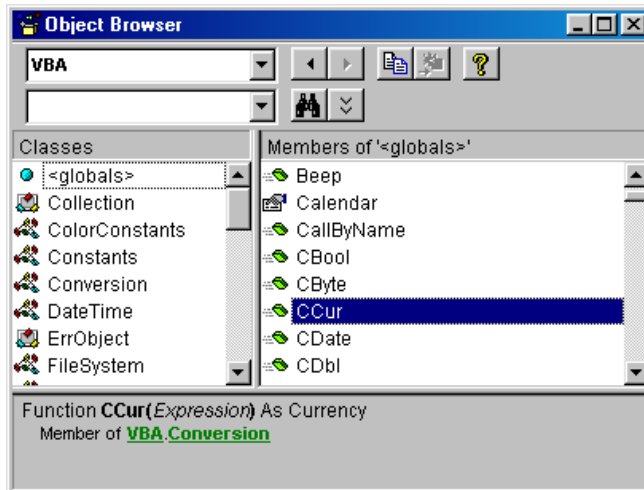 Object Browser
VBA
Classes
Members of '<globals>'
<globals>
Collection
ColorConstants
Constants
Conversion
DateTime
ErrObject
FileSystem
Beep
Calendar
CallByName
CBool
CByte
CCur
CDate
CDbl
Function CCur(Expression) As Currency
Member of VBA.Conversion